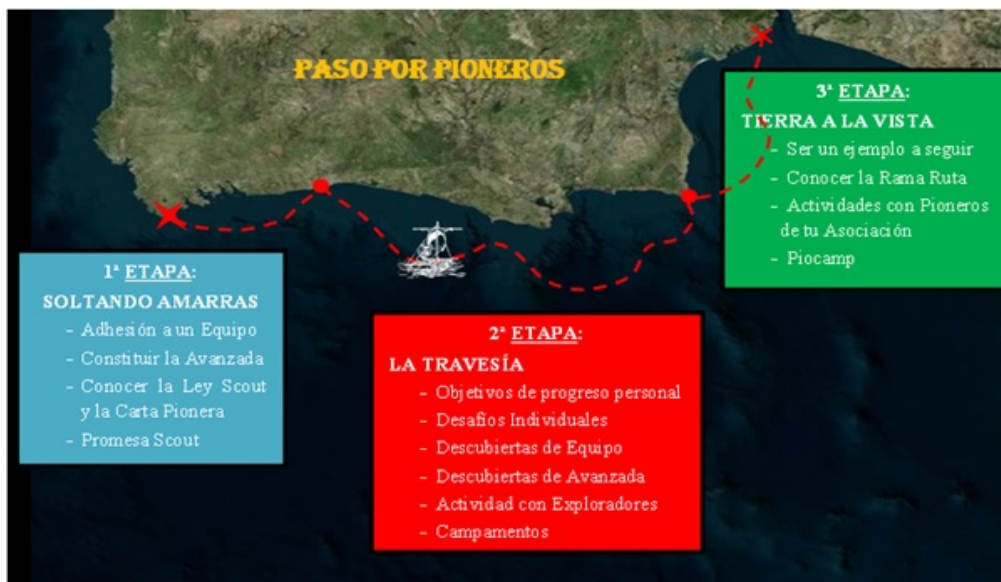 PASO POR PIONEROS
1ª ETAPA:
SOLTANDO AMARRAS
- Adhesión a un Equipo
- Constituir la Avanzada
- Conocer la Ley Scout
y la Carta Pionera
- Promesa Scout
2ª ETAPA:
LA TRAVESÍA
- Objetivos de progreso personal
- Desafíos Individuales
- Descubiertas de Equipo
- Descubiertas de Avanzada
- Actividad con Exploradores
- Campamentos
3ª ETAPA:
TIERRA A LA VISTA
- Ser un ejemplo a seguir
- Conocer la Rama Ruta
- Actividades con Pioneros
de tu Asociación
- Piocamp